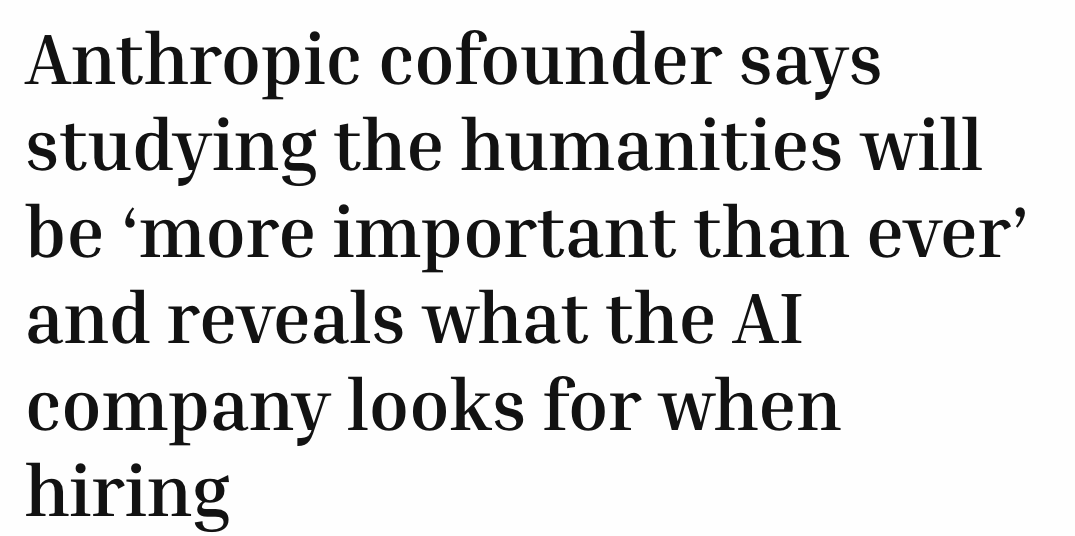 Anthropic cofounder says
studying the humanities will
be ‘more important than ever’
and reveals what the AI
company looks for when
hiring